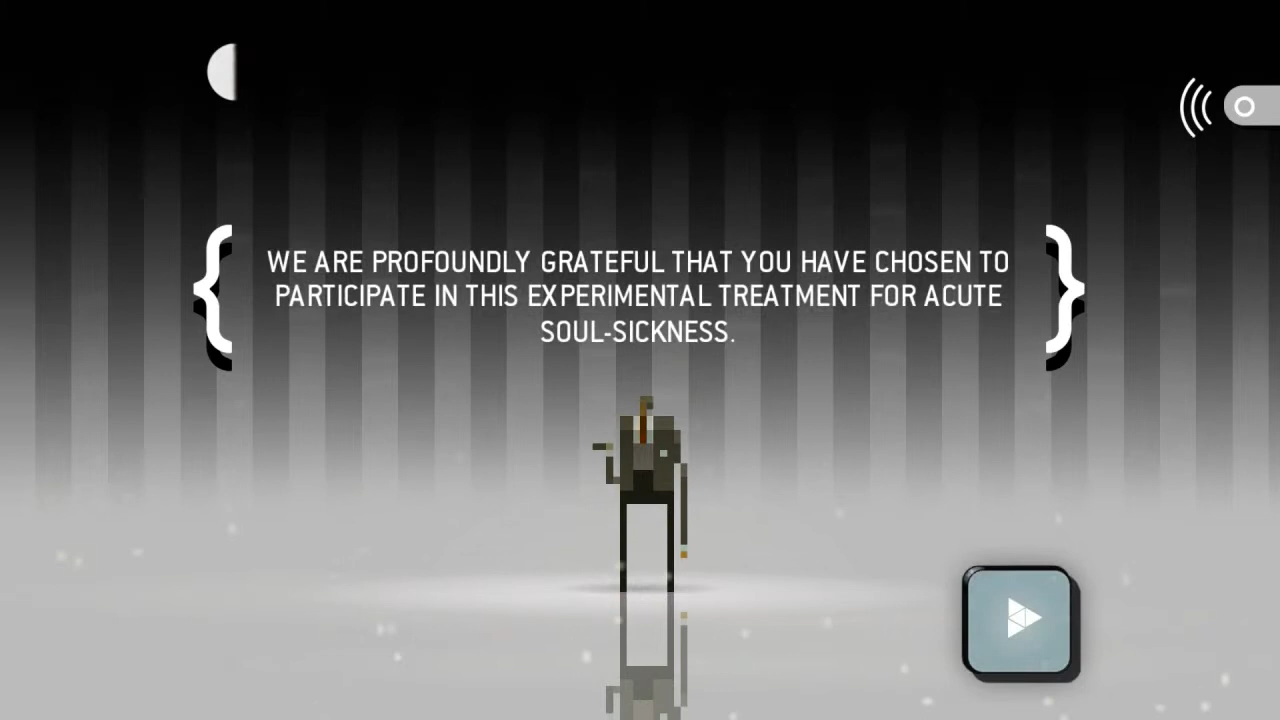 WE ARE PROFOUNDLY GRATEFUL THAT YOU HAVE CHOSEN TO
PARTICIPATE IN THIS EXPERIMENTAL TREATMENT FOR ACUTE
SOUL-SICKNESS.